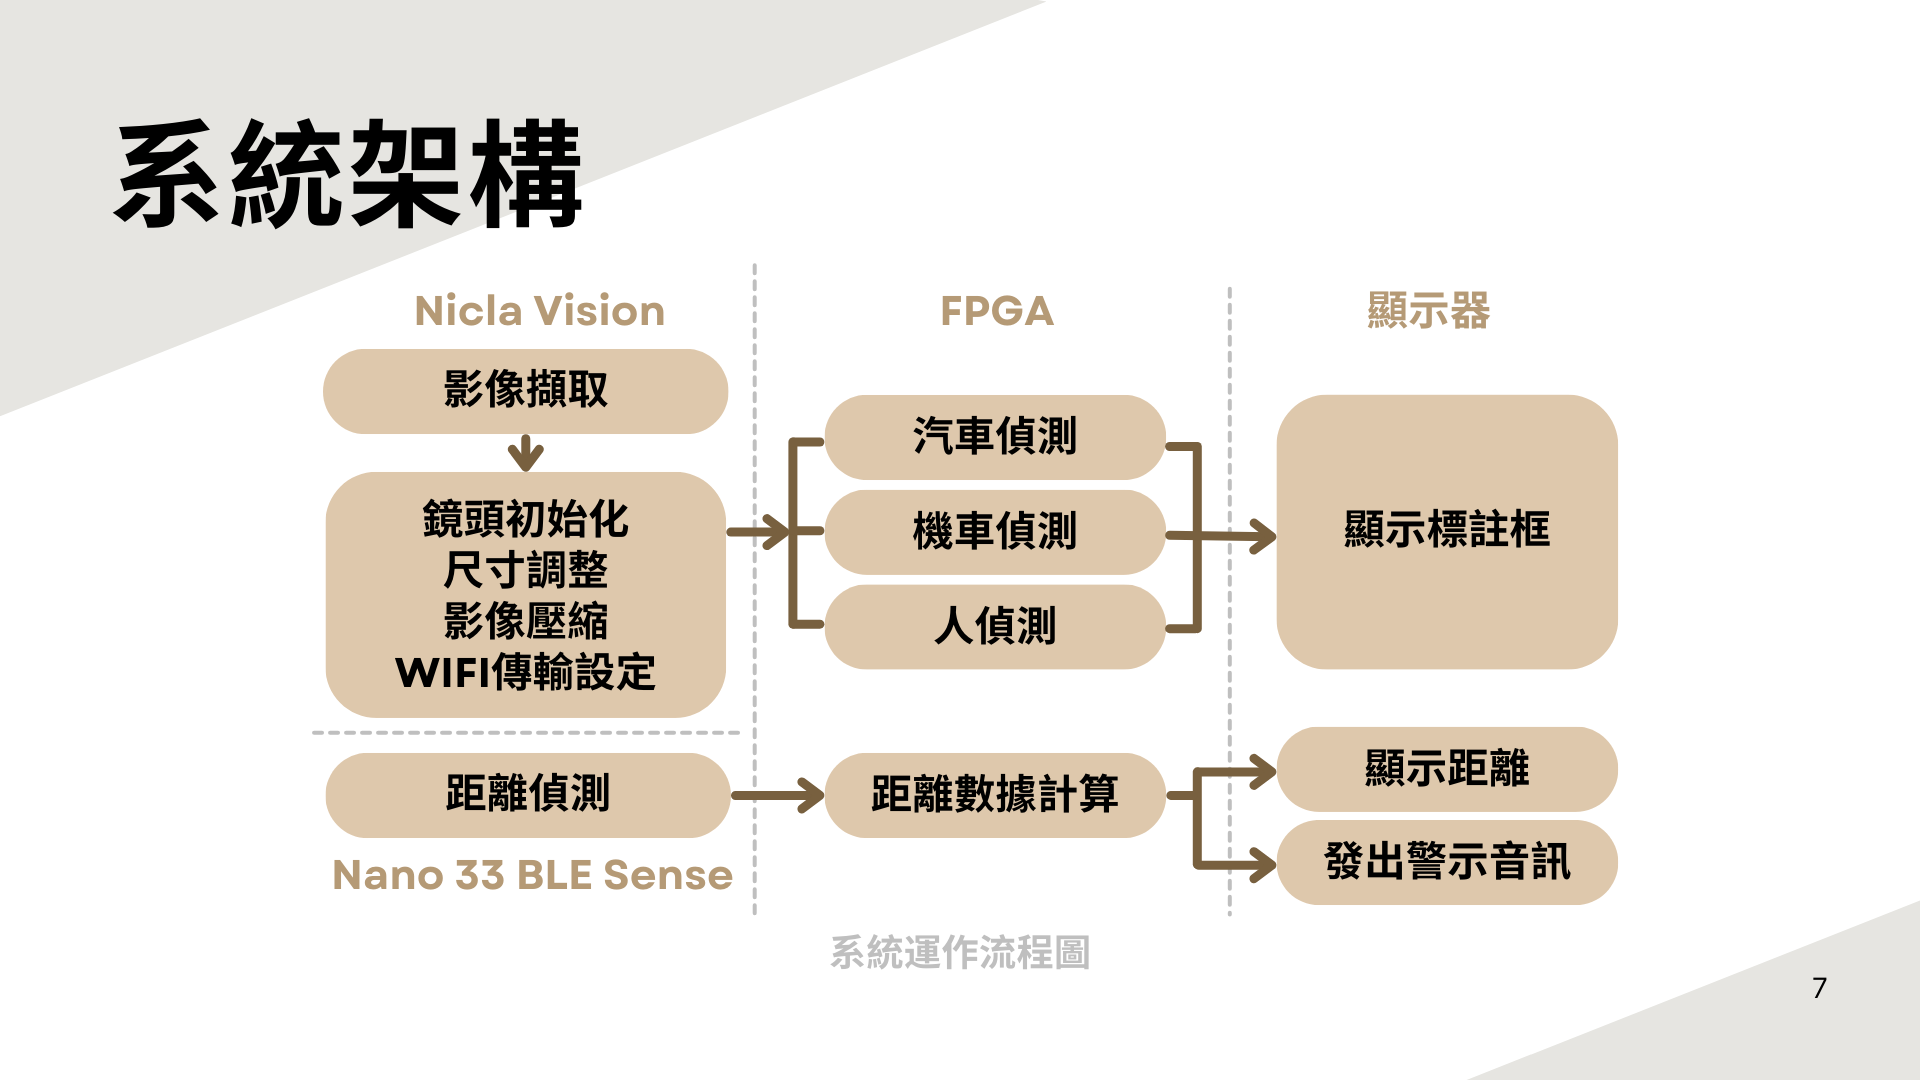 系統架構
Nicla Vision
影像擷取
鏡頭初始化
尺寸調整
影像壓縮
WIFI傳輸設定
距離偵測
Nano 33 BLE Sense
FPGA
汽車偵測
機車偵測
人偵測
距離數據計算
顯示器
顯示標註框
顯示距離
發出警示音訊
系統運作流程圖
7